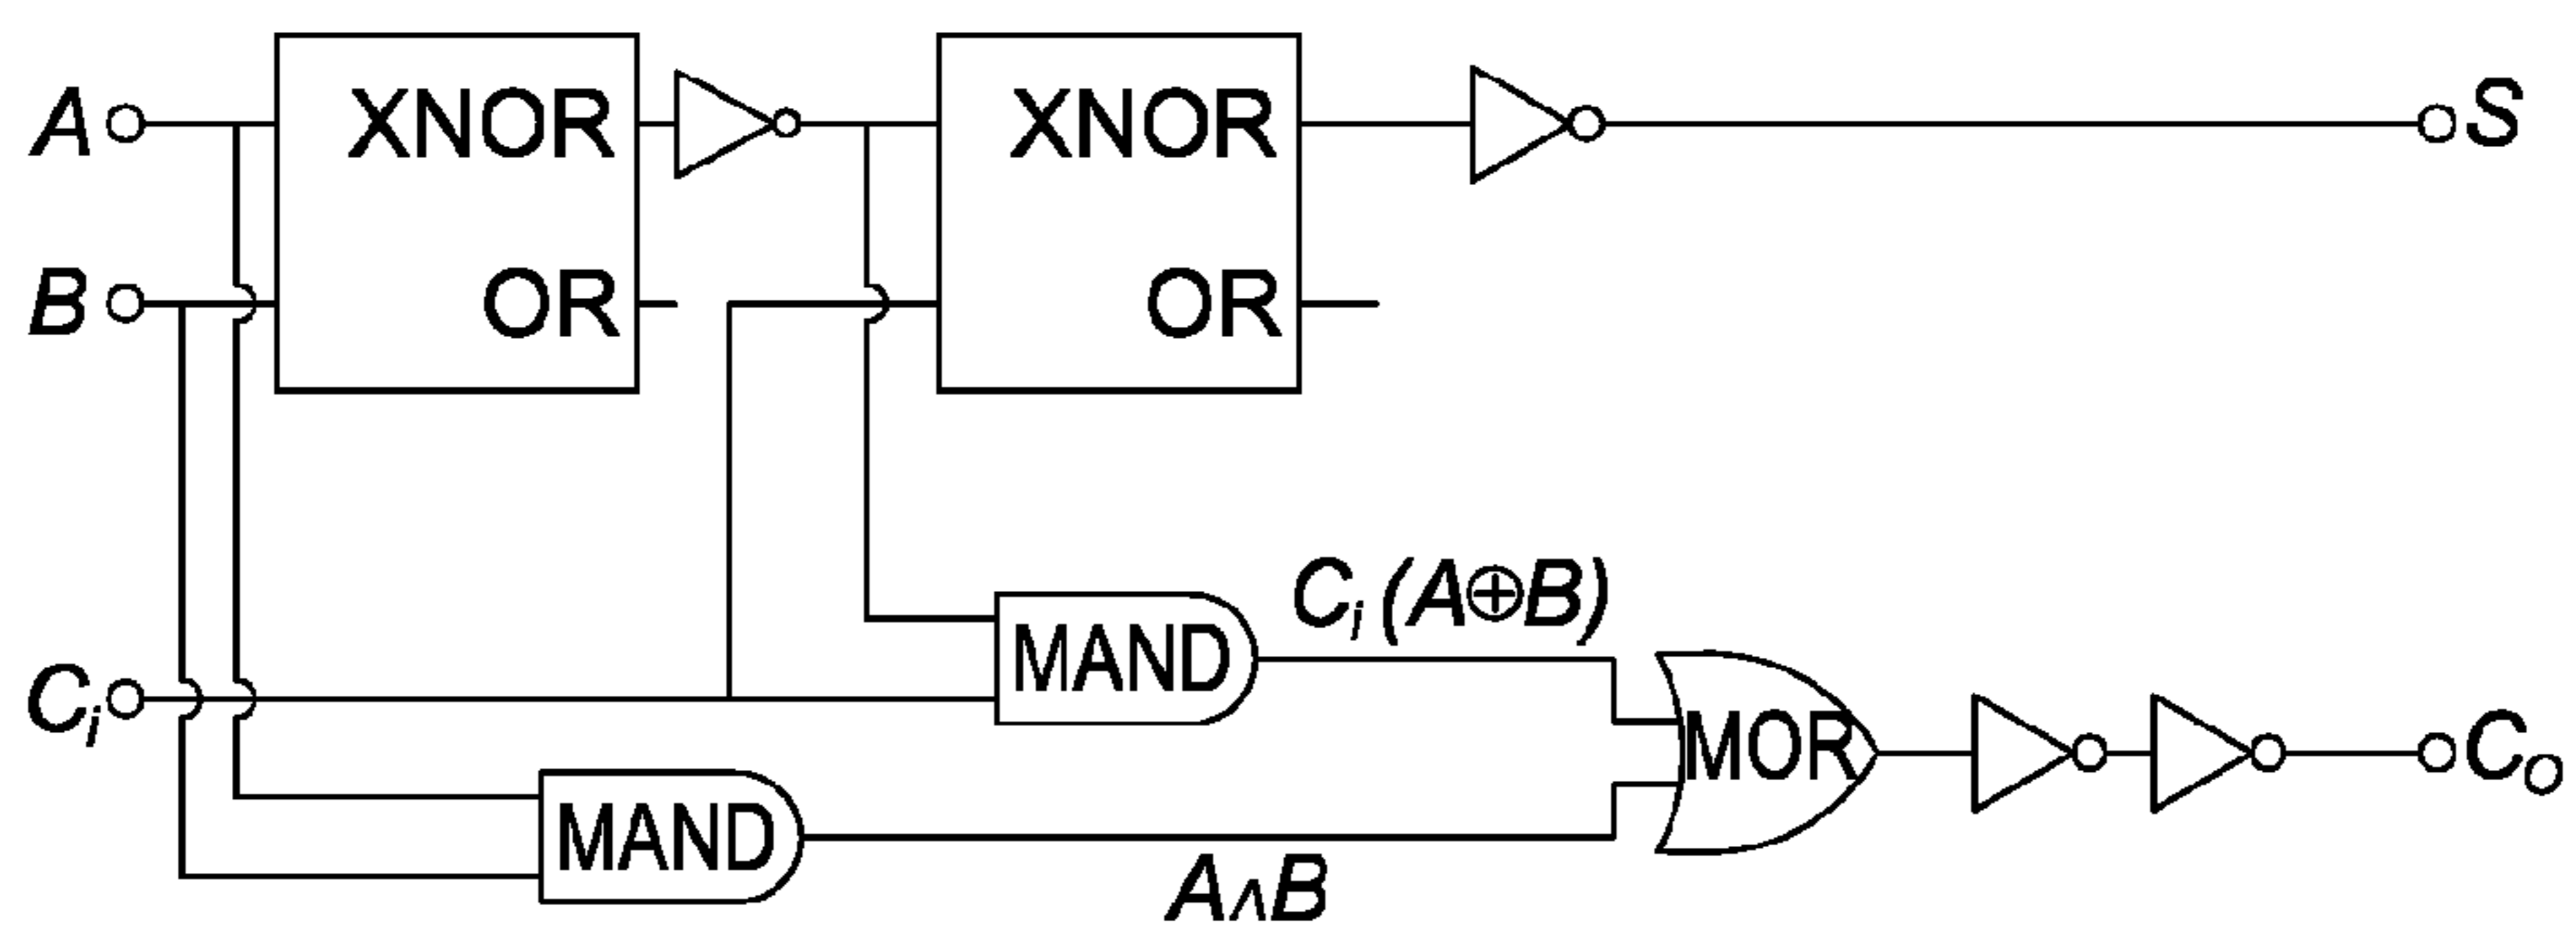 A
XNOR
XNOR
S
B
OR
OR
Ci
MAND
Ci (A⊕B)
MOR
CO
MAND
A∧B